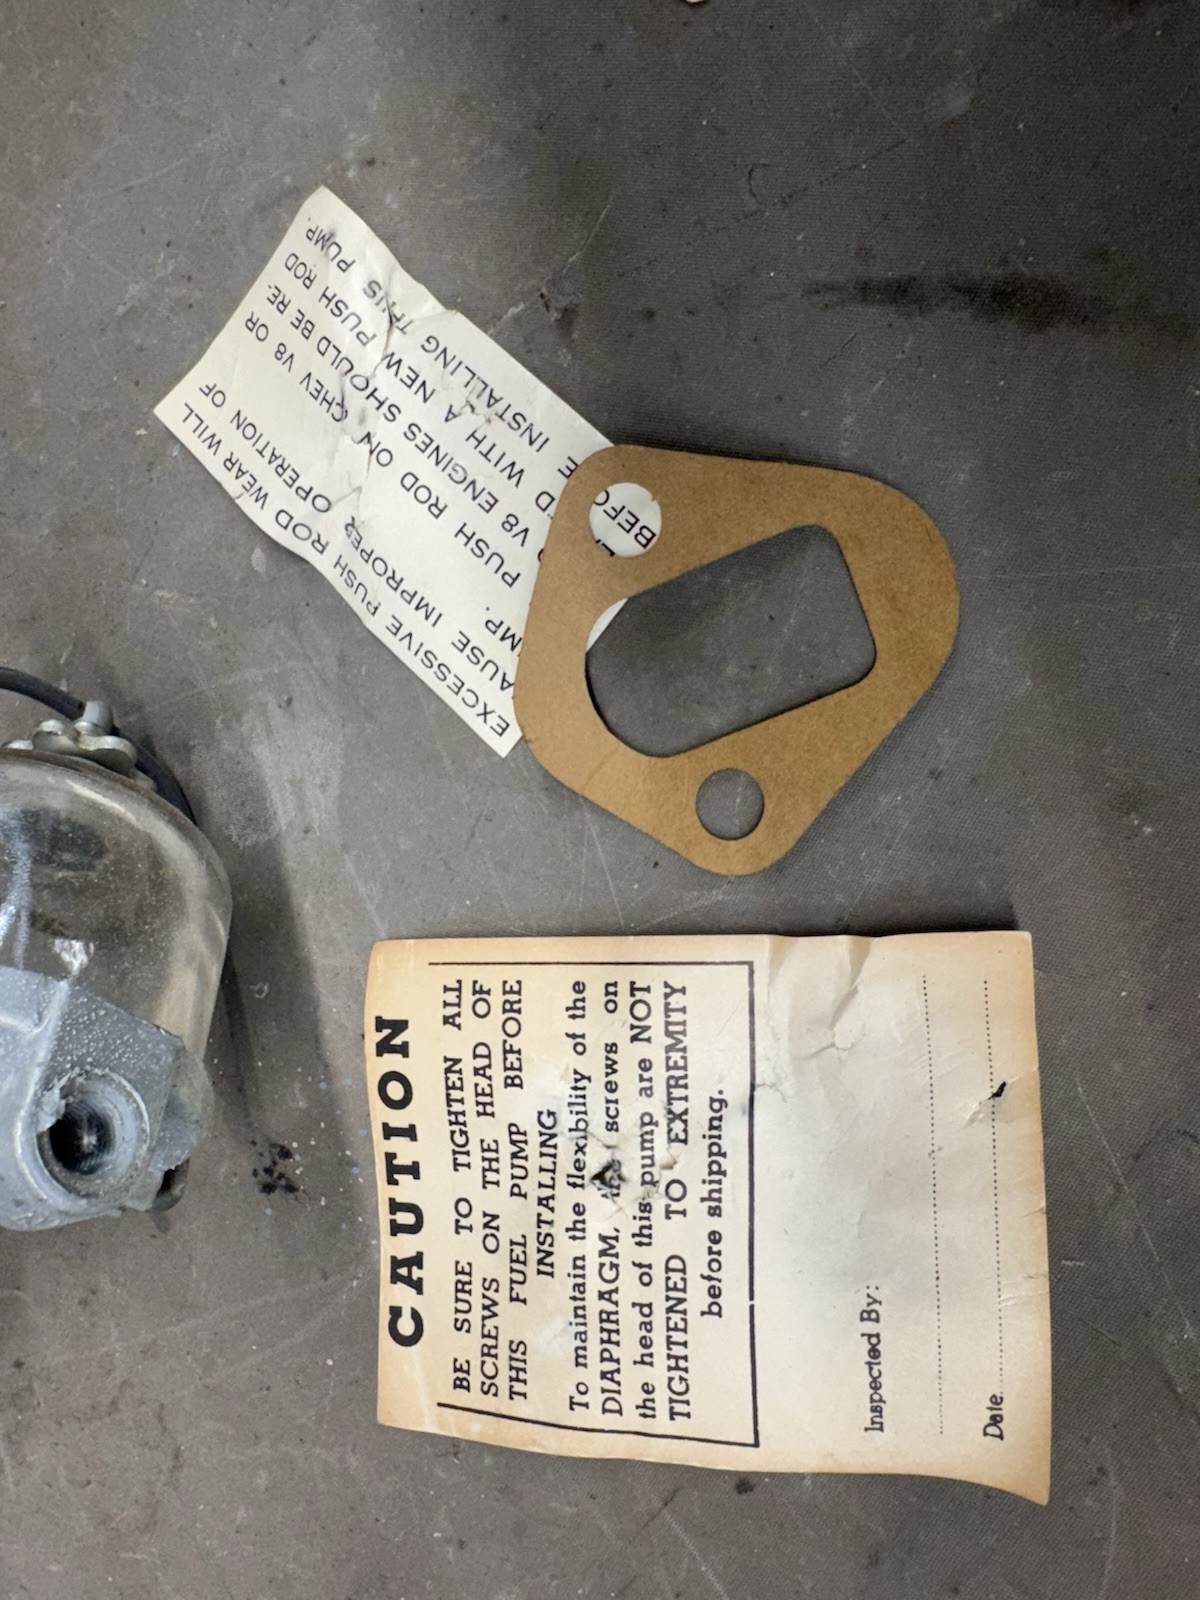 EXCESSIVE PUSH ROD WEAR WILL
AUSE IMPROPER OPERATION OF
MP.
PUSH ROD ON CHEV V8 OR
V8 ENGINES SHOULD BE RE-
D WITH A NEW PUSH ROD
BEFO E INSTALLING THIS PUMP.
CAUTION
BE SURE TO TIGHTEN ALL
SCREWS ON THE HEAD OF
THIS FUEL PUMP BEFORE
INSTALLING
To maintain the flexibility of the
DIAPHRAGM, the screws on
the head of this pump are NOT
TIGHTENED TO EXTREMITY
before shipping.
Inspected By:
Date